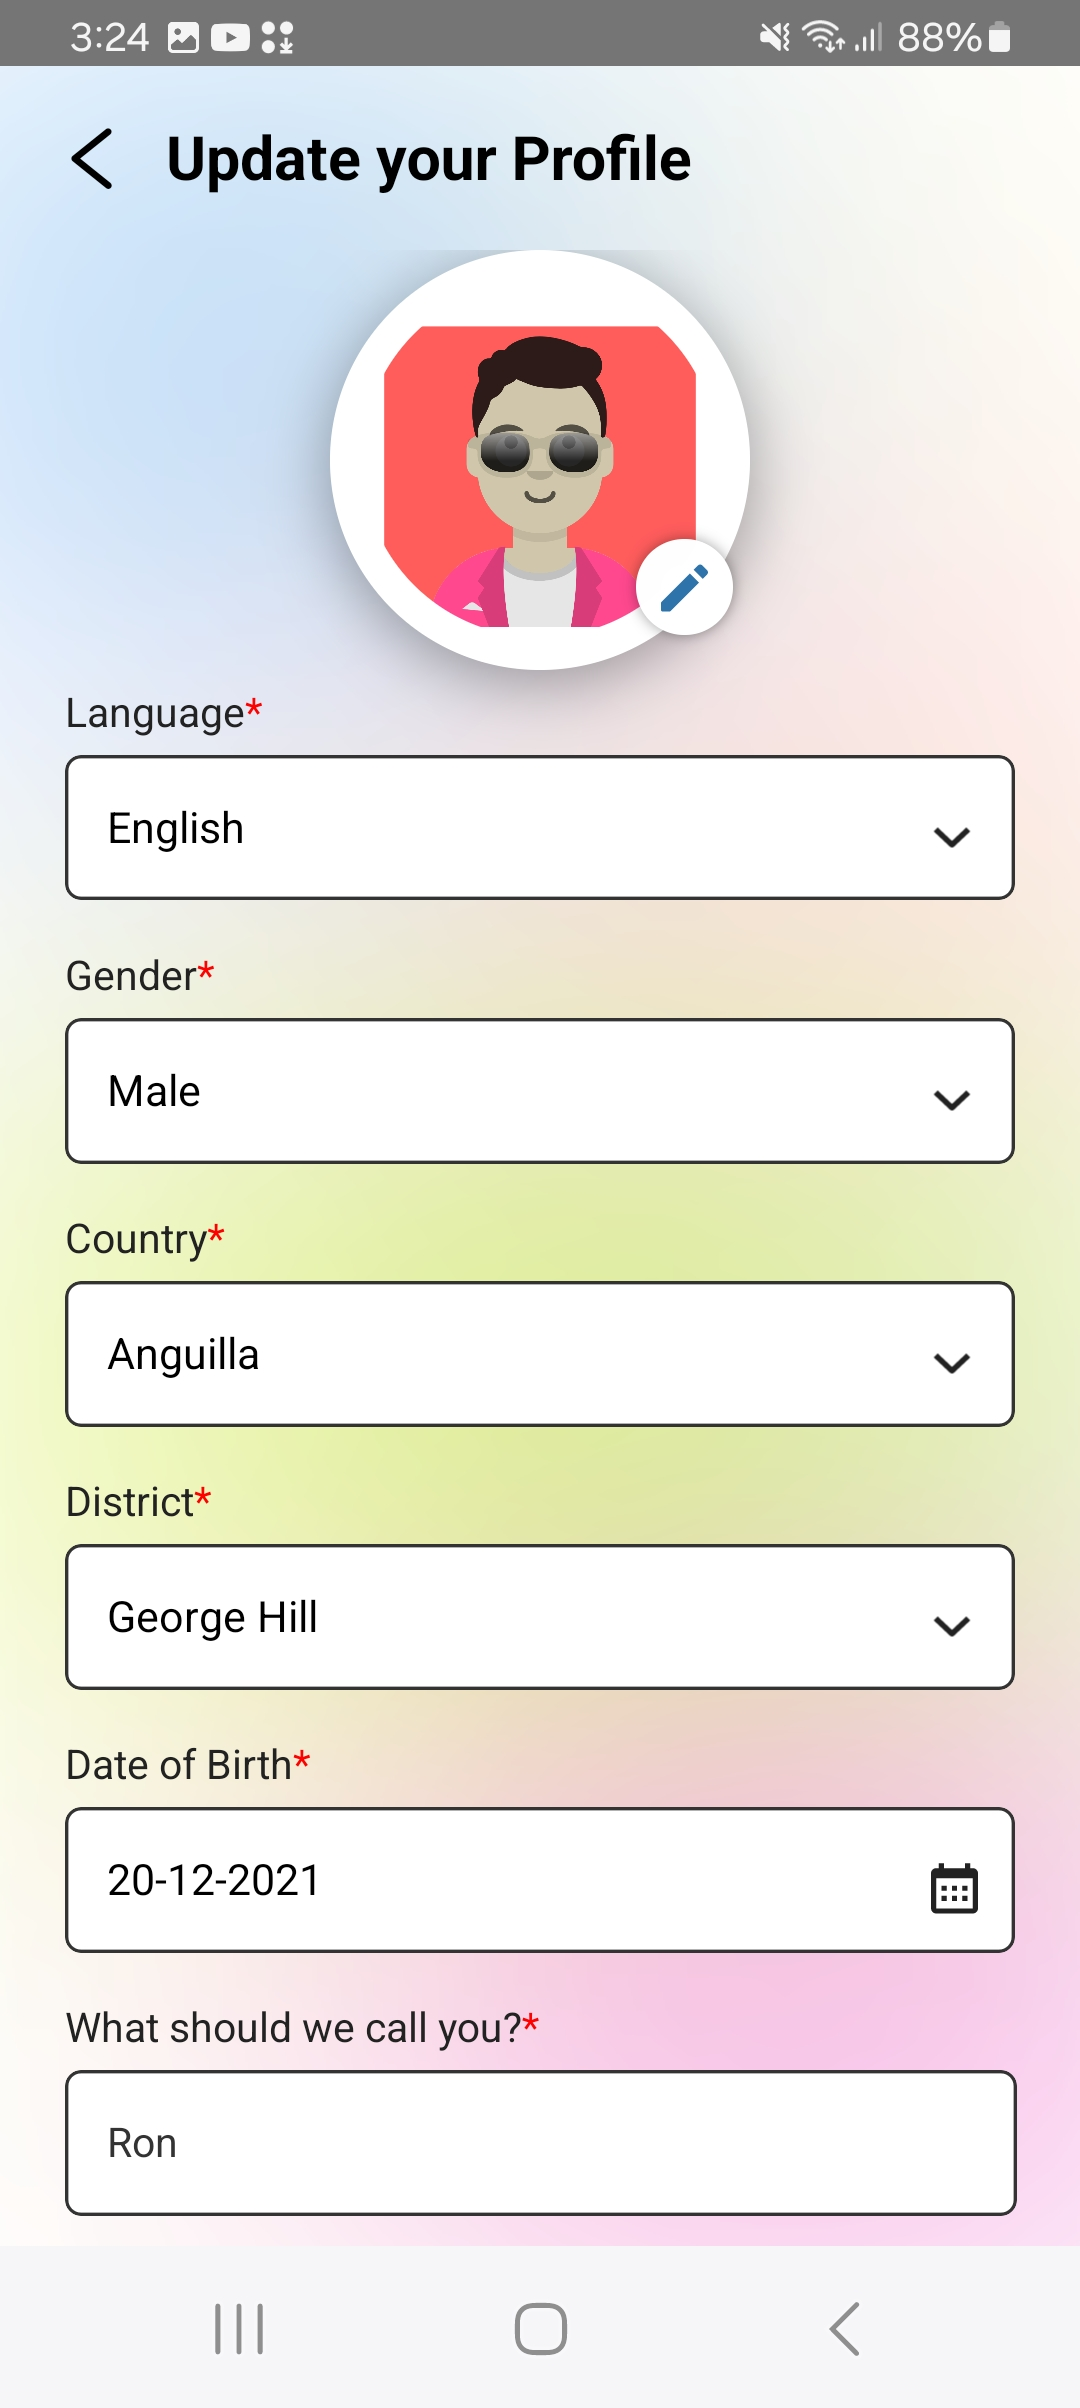 3:24
88%
Update your Profile
Language*
English
Gender*
Male
Country*
Anguilla
District*
George Hill
Date of Birth*
20-12-2021
What should we call you?*
Ron